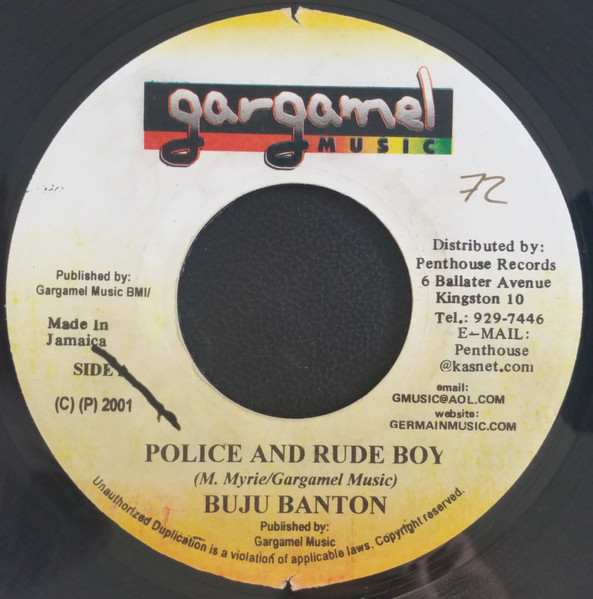 gargamel
MUSIC
72
Published by:
Gargamel Music BMI/
Made in
Jamaica
SIDE
(C) (P) 2001
Distributed by:
Penthouse Records
6 Ballater Avenue
Kingston 10
Tel.: 929-7446
E-MAIL:
Penthouse
@kasnet.com
email:
GMUSIC@AOL.COM
website:
GERMAINMUSIC.COM
POLICE AND RUDE BOY
(M. Myrie/Gargamel Music)
BUJU BANTON
Published by:
Gargamel Music
Unauthorized Duplication is a violation of applicable laws. Copyright reserved.